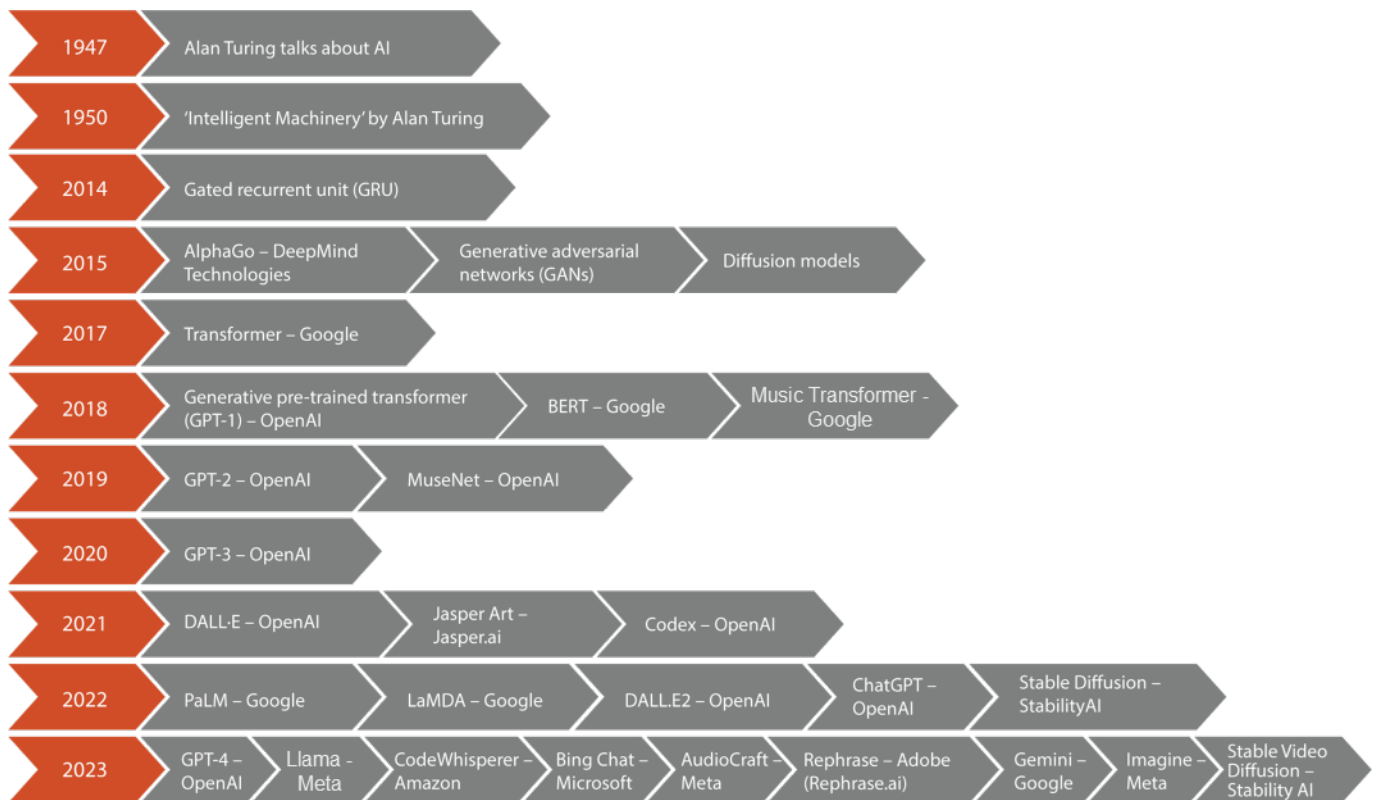 1947
Alan Turing talks about AI
1950
‘Intelligent Machinery’ by Alan Turing
2014
Gated recurrent unit (GRU)
2015
AlphaGo – DeepMind
Technologies
Generative adversarial
networks (GANs)
Diffusion models
2017
Transformer – Google
2018
Generative pre-trained transformer
(GPT-1) – OpenAI
BERT – Google
Music Transformer -
Google
2019
GPT-2 – OpenAI
MuseNet – OpenAI
2020
GPT-3 – OpenAI
2021
DALL·E – OpenAI
Jasper Art –
Jasper.ai
Codex – OpenAI
2022
PaLM – Google
LaMDA – Google
DALL.E2 – OpenAI
ChatGPT –
OpenAI
Stable Diffusion –
StabilityAI
2023
GPT-4 –
OpenAI
Llama -
Meta
CodeWhisperer –
Amazon
Bing Chat –
Microsoft
AudioCraft –
Meta
Rephrase – Adobe
(Rephrase.ai)
Gemini –
Google
Imagine –
Meta
Stable Video
Diffusion –
Stability AI